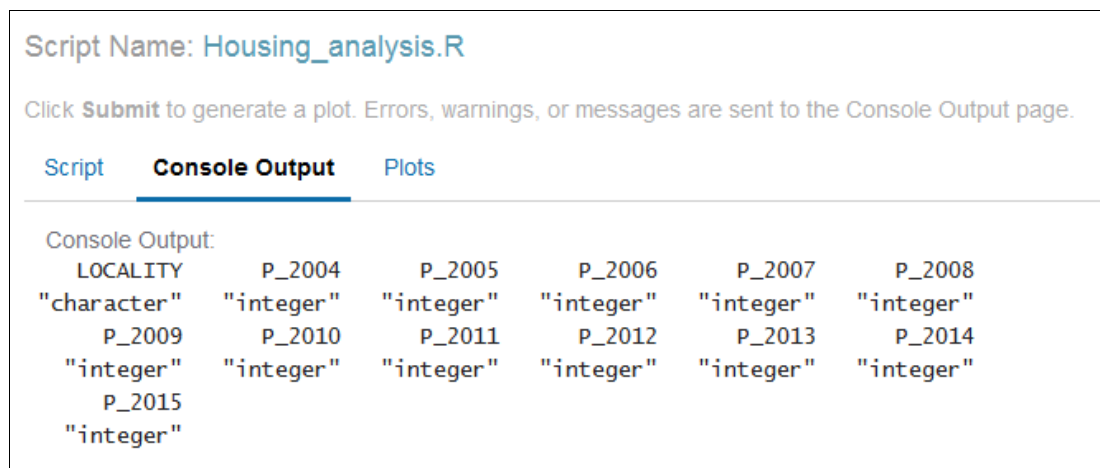 Script Name: Housing_analysis.R
Click Submit to generate a plot. Errors, warnings, or messages are sent to the Console Output page.
Script Console Output Plots
Console Output:
LOCALITY P_2004 P_2005 P_2006 P_2007 P_2008
"character" "integer" "integer" "integer" "integer" "integer"
P_2009 P_2010 P_2011 P_2012 P_2013 P_2014
"integer" "integer" "integer" "integer" "integer" "integer"
P_2015
"integer"